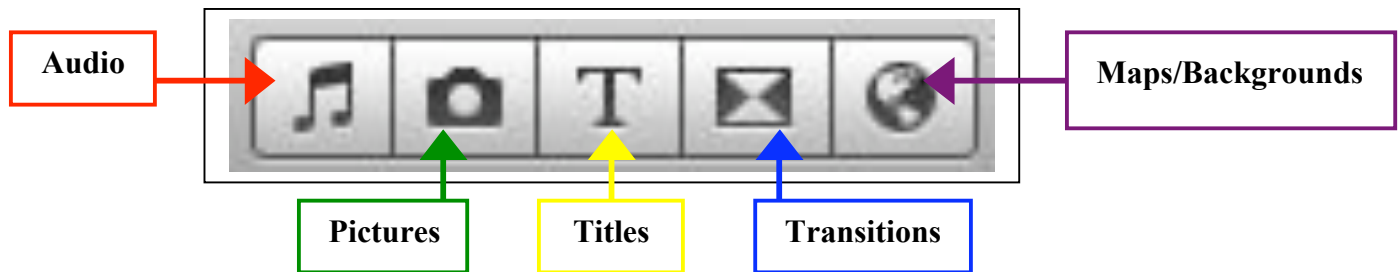 Audio
Maps/Backgrounds
T
Pictures
Titles
Transitions